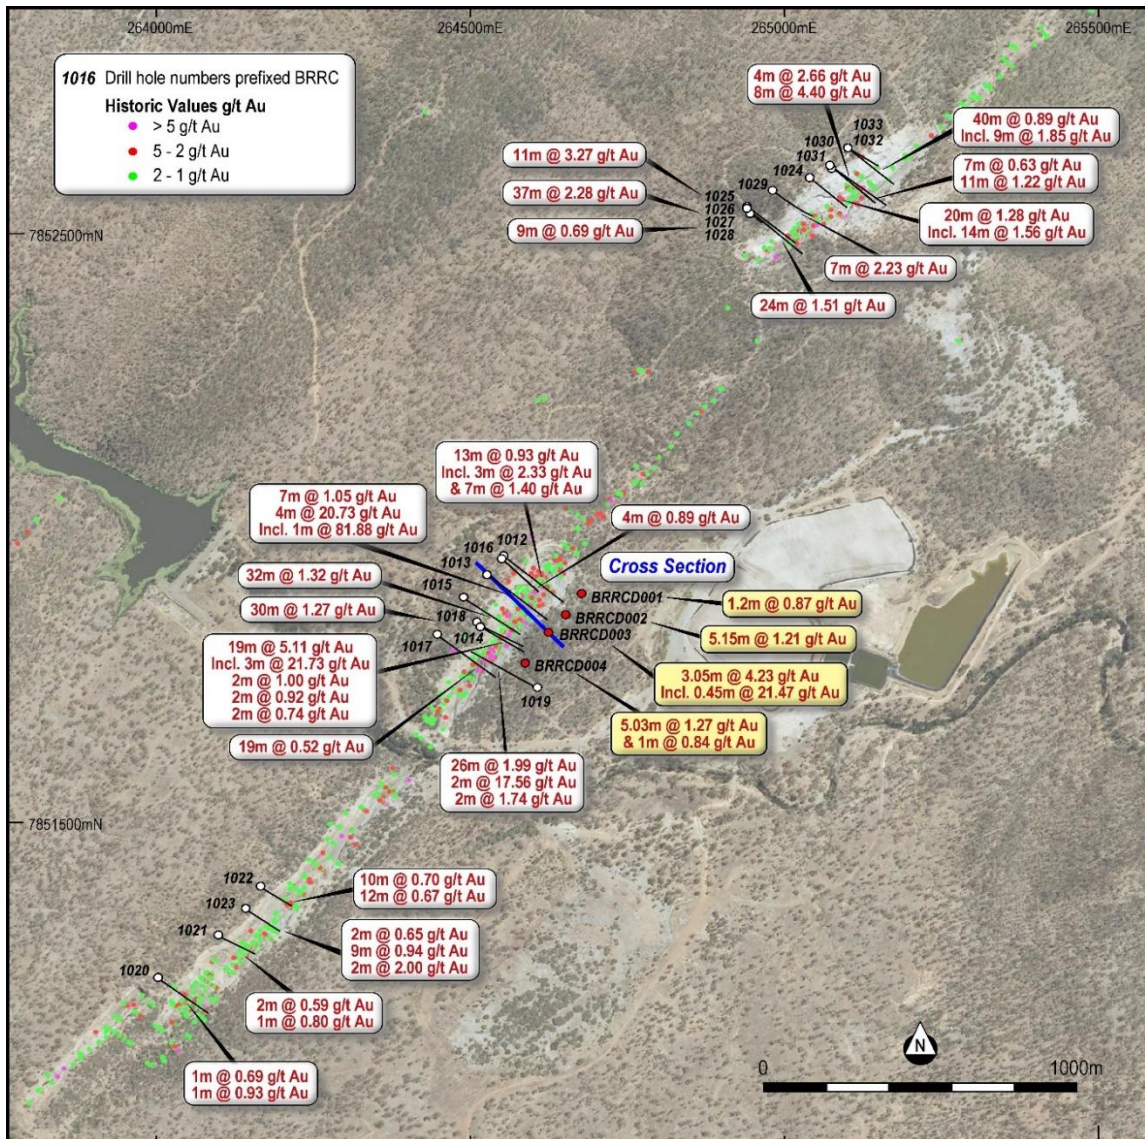 264000mE
264500mE
265000mE
265500mE
1016 Drill hole numbers prefixed BRRC
Historic Values g/t Au
> 5 g/t Au
5 - 2 g/t Au
2 - 1 g/t Au
4m @ 2.66 g/t Au
8m @ 4.40 g/t Au
1033
1032
1030
1031
1024
1029
40m @ 0.89 g/t Au
Incl. 9m @ 1.85 g/t Au
11m @ 3.27 g/t Au
37m @ 2.28 g/t Au
9m @ 0.69 g/t Au
1025
1026
1027
1028
7m @ 0.63 g/t Au
11m @ 1.22 g/t Au
20m @ 1.28 g/t Au
Incl. 14m @ 1.56 g/t Au
7852500mN
7m @ 2.23 g/t Au
24m @ 1.51 g/t Au
13m @ 0.93 g/t Au
Incl. 3m @ 2.33 g/t Au
& 7m @ 1.40 g/t Au
7m @ 1.05 g/t Au
4m @ 20.73 g/t Au
Incl. 1m @ 81.88 g/t Au
4m @ 0.89 g/t Au
1012
1016
1013
1015
1018
1014
1017
1019
Cross Section
32m @ 1.32 g/t Au
30m @ 1.27 g/t Au
BRRCD001
BRRCD002
BRRCD003
BRRCD004
1.2m @ 0.87 g/t Au
5.15m @ 1.21 g/t Au
3.05m @ 4.23 g/t Au
Incl. 0.45m @ 21.47 g/t Au
5.03m @ 1.27 g/t Au
& 1m @ 0.84 g/t Au
19m @ 5.11 g/t Au
Incl. 3m @ 21.73 g/t Au
2m @ 1.00 g/t Au
2m @ 0.92 g/t Au
2m @ 0.74 g/t Au
19m @ 0.52 g/t Au
26m @ 1.99 g/t Au
2m @ 17.56 g/t Au
2m @ 1.74 g/t Au
7851500mN
1022
1023
1021
1020
10m @ 0.70 g/t Au
12m @ 0.67 g/t Au
2m @ 0.65 g/t Au
9m @ 0.94 g/t Au
2m @ 2.00 g/t Au
2m @ 0.59 g/t Au
1m @ 0.80 g/t Au
1m @ 0.69 g/t Au
1m @ 0.93 g/t Au
N
0
1000m